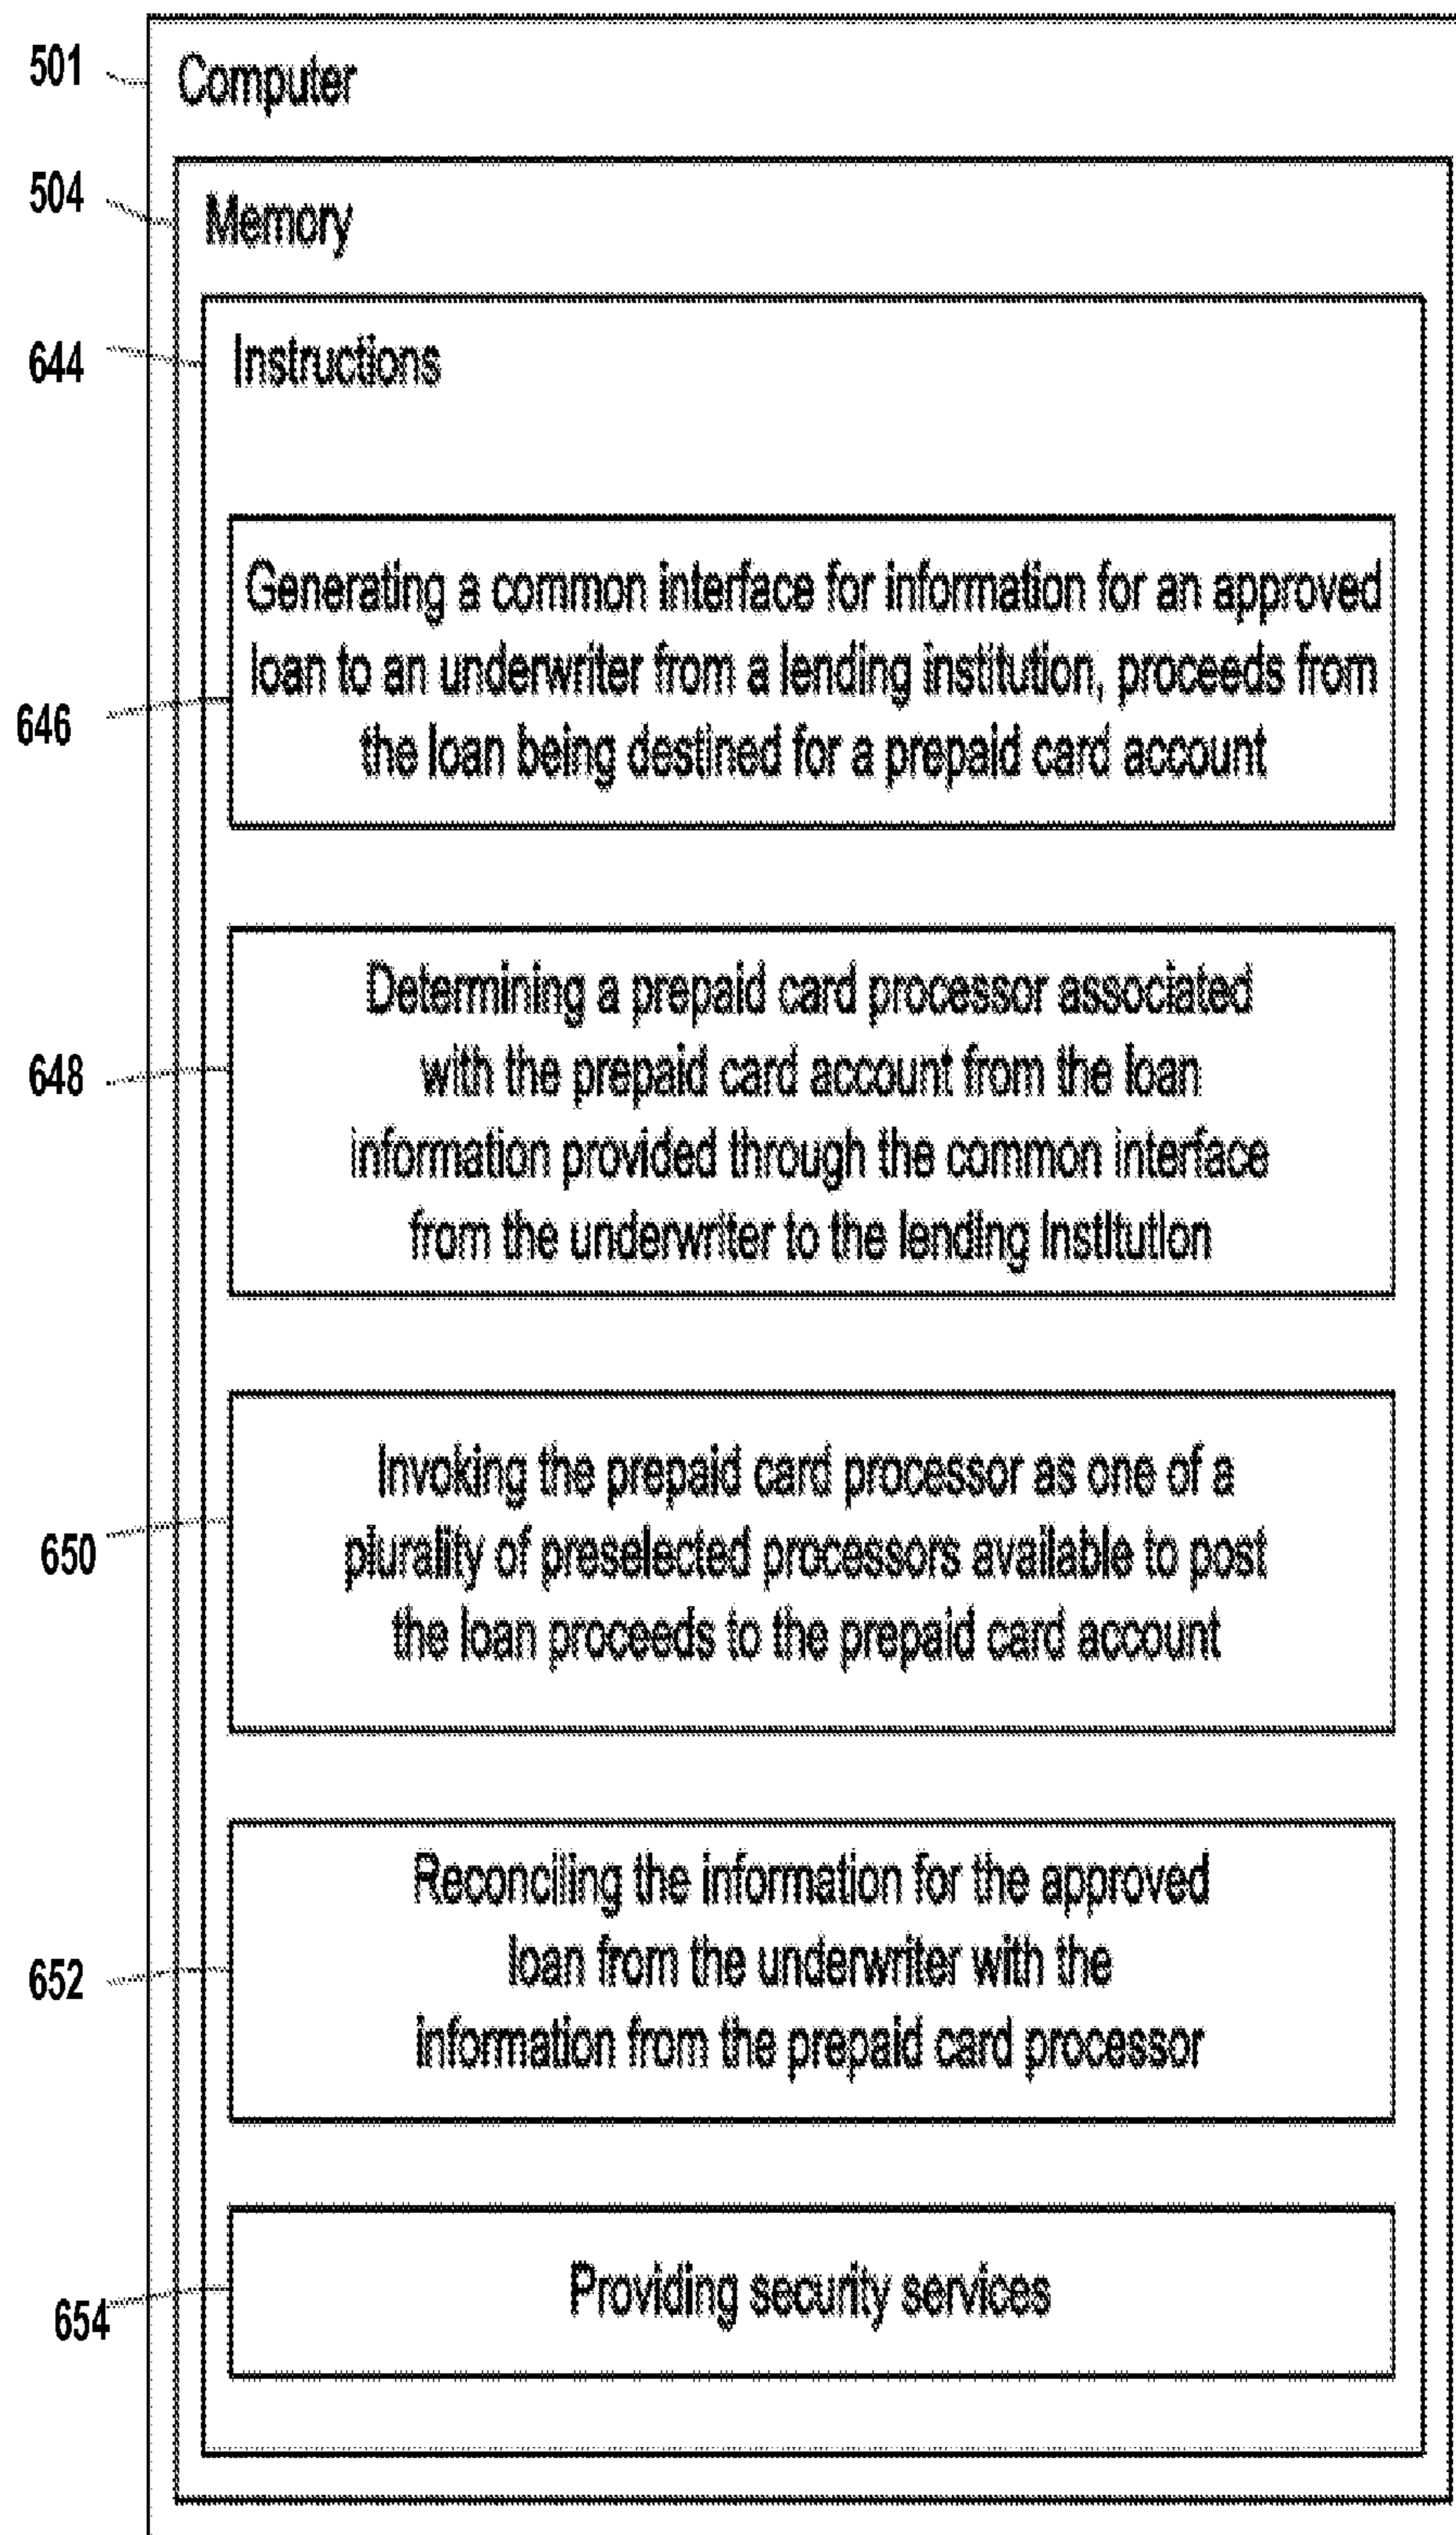 501
Computer
504
Memory
644
Instructions
646
Generating a common interface for information for an approved
loan to an underwriter from a lending institution, proceeds from
the loan being destined for a prepaid card account
648
Determining a prepaid card processor associated
with the prepaid card account from the loan
information provided through the common interface
from the underwriter to the lending institution
650
Invoking the prepaid card processor as one of a
plurality of preselected processors available to post
the loan proceeds to the prepaid card account
652
Reconciling the information for the approved
loan from the underwriter with the
information from the prepaid card processor
654
Providing security services